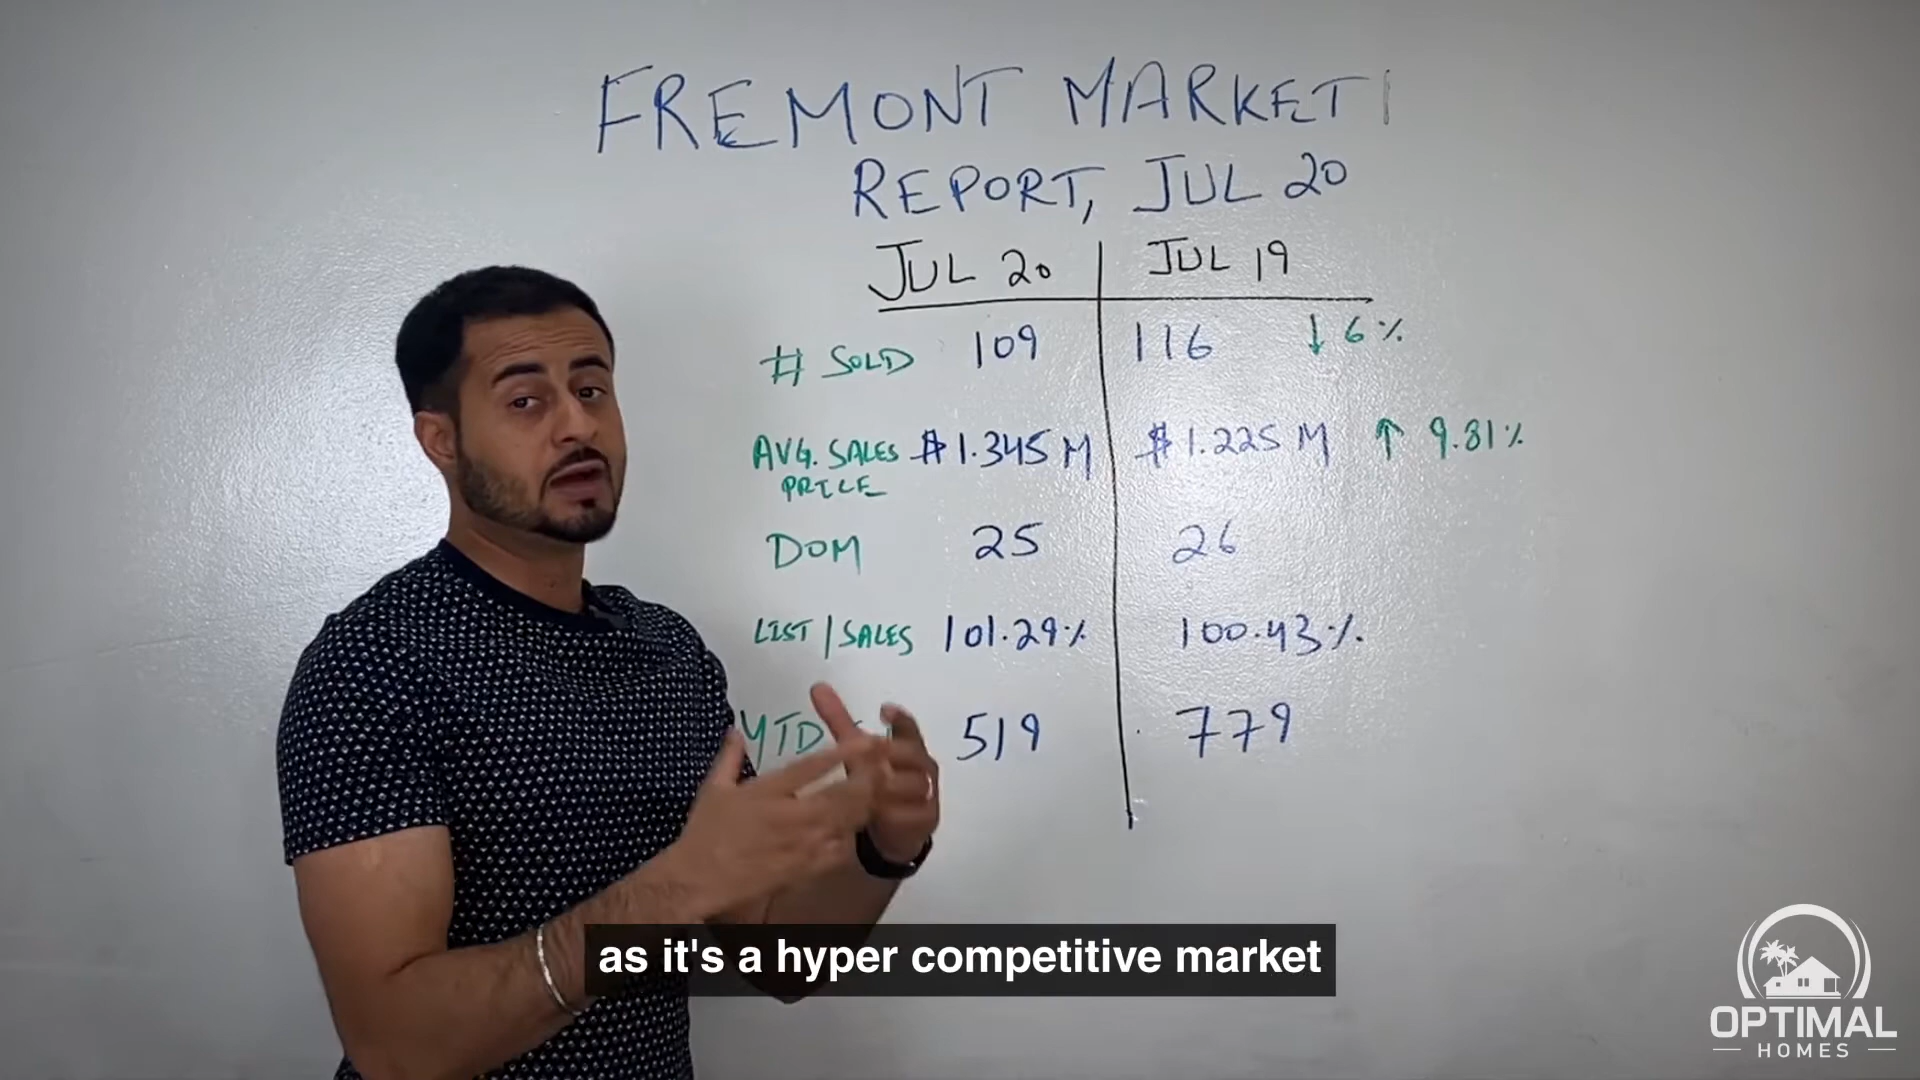 FREMONT MARKET
REPORT, JUL 20
JUL 20 JUL 19
# SOLD 109 116 ↓ 6%
AVG. SALES PRICE $1.345 M $1.225 M ↑ 9.81%
DOM 25 26
LIST/SALES 101.29% 100.43%
YTD 519 779
as it's a hyper competitive market
OPTIMAL
HOMES